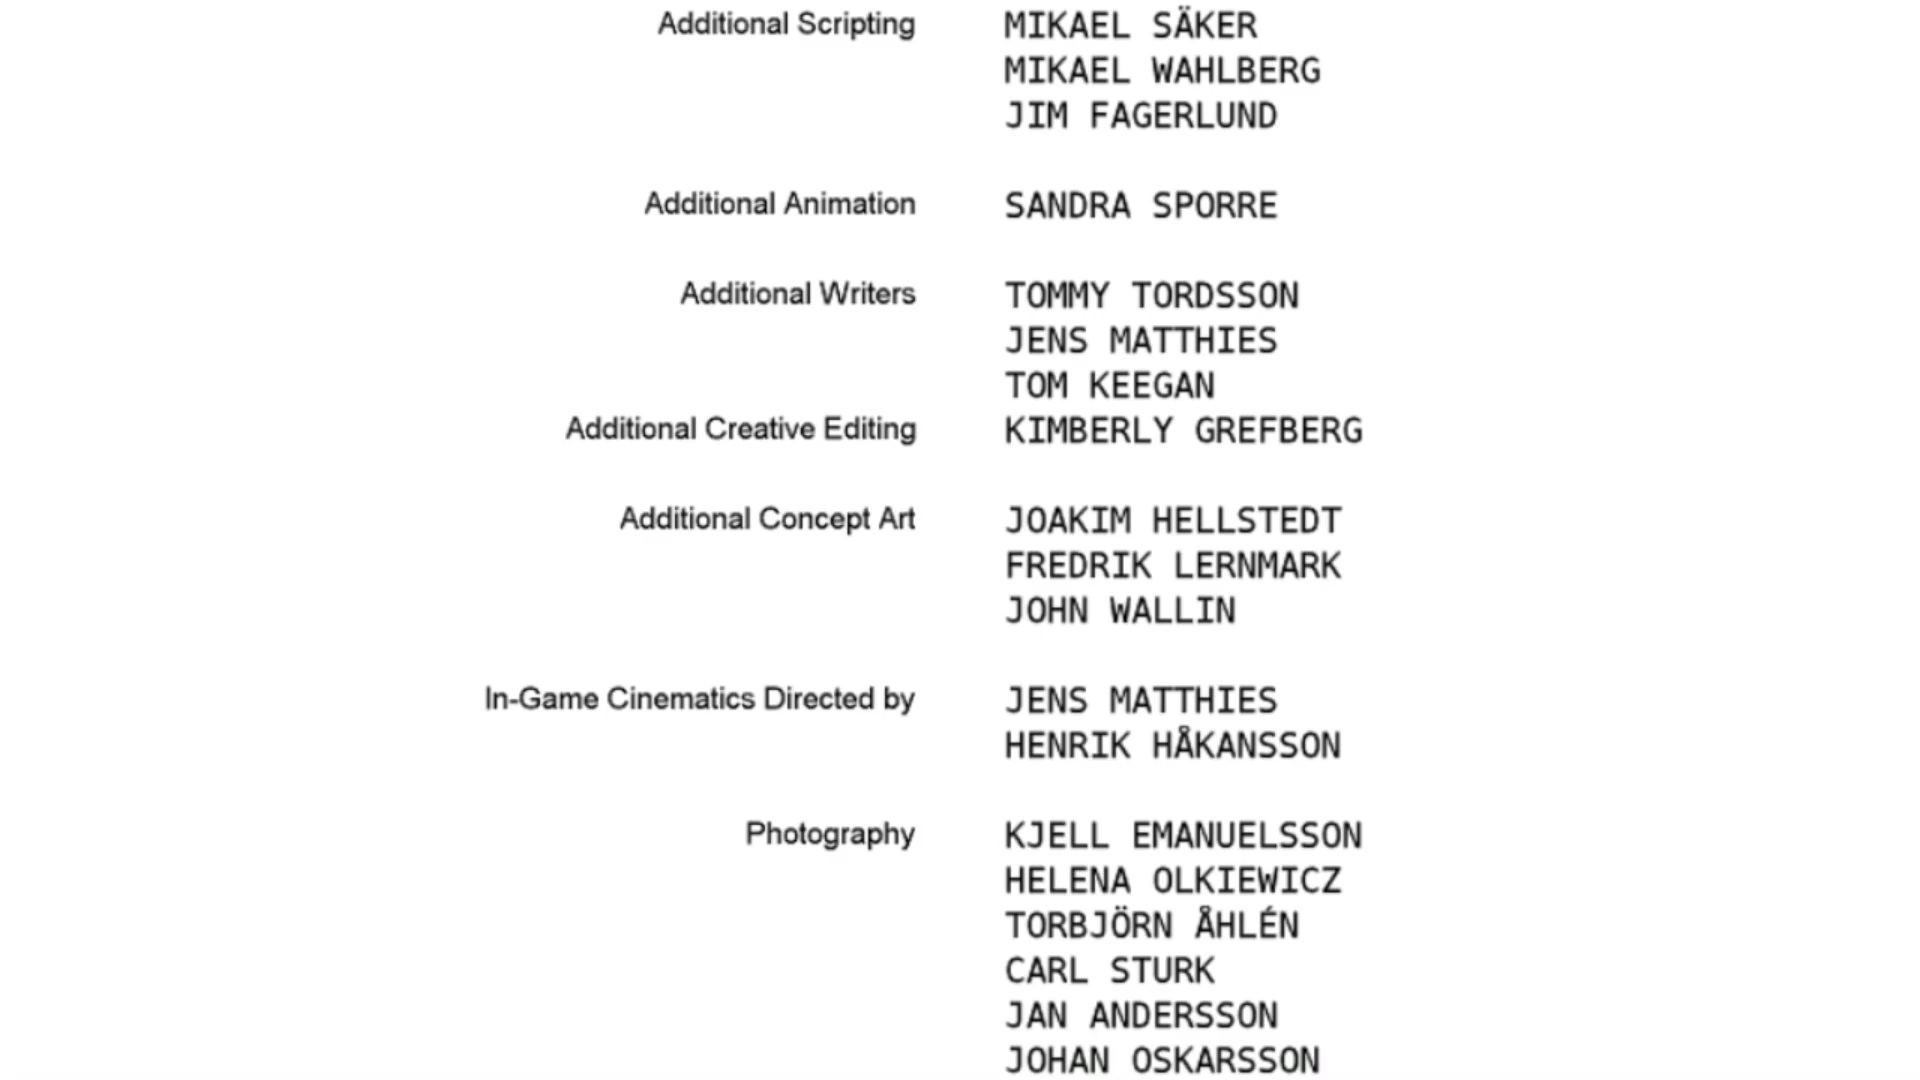 Additional Scripting MIKAEL SÄKER
MIKAEL WAHLBERG
JIM FAGERLUND
Additional Animation SANDRA SPORRE
Additional Writers TOMMY TORDSSON
JENS MATTHIES
TOM KEEGAN
Additional Creative Editing KIMBERLY GREFBERG
Additional Concept Art JOAKIM HELLSTEDT
FREDRIK LERNMARK
JOHN WALLIN
In-Game Cinematics Directed by JENS MATTHIES
HENRIK HÅKANSSON
Photography KJELL EMANUELSSON
HELENA OLKIEWICZ
TORBJÖRN ÅHLÉN
CARL STURK
JAN ANDERSSON
JOHAN OSKARSSON